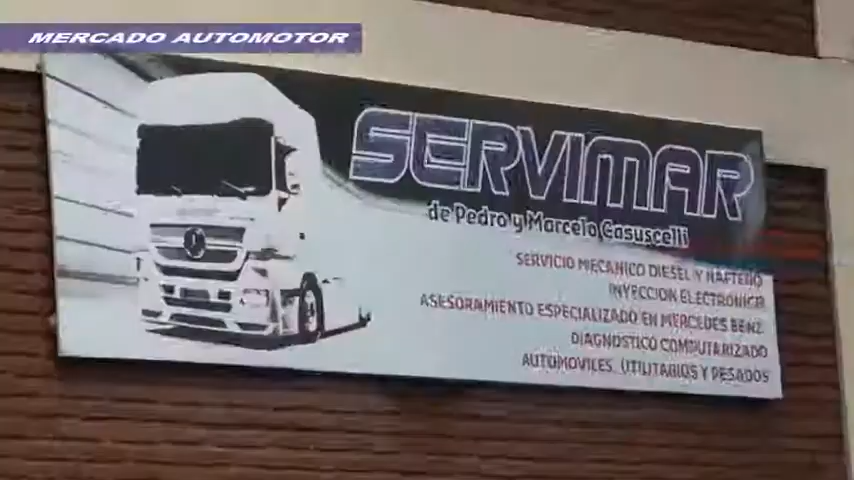 MERCADO AUTOMOTOR
SERVIMAR
de Pedro y Marcelo Casuscelli
SERVICIO MECANICO DIESEL Y NAFTERO
INYECCION ELECTRONICA
ASESORAMIENTO ESPECIALIZADO EN MERCEDES BENZ
DIAGNOSTICO COMPUTARIZADO
AUTOMOVILES, UTILITARIOS Y PESADOS